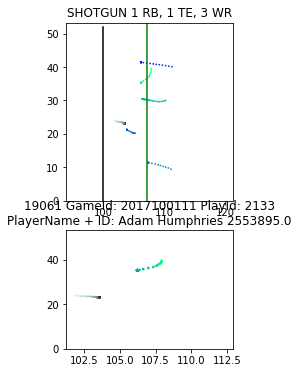 SHOTGUN 1 RB, 1 TE, 3 WR
50
40
30
20
10
0
100 110 120
19061 GameId: 2017100111 PlayId: 2133
PlayerName + ID: Adam Humphries 2553895.0
40
20
0
102.5 105.0 107.5 110.0 112.5